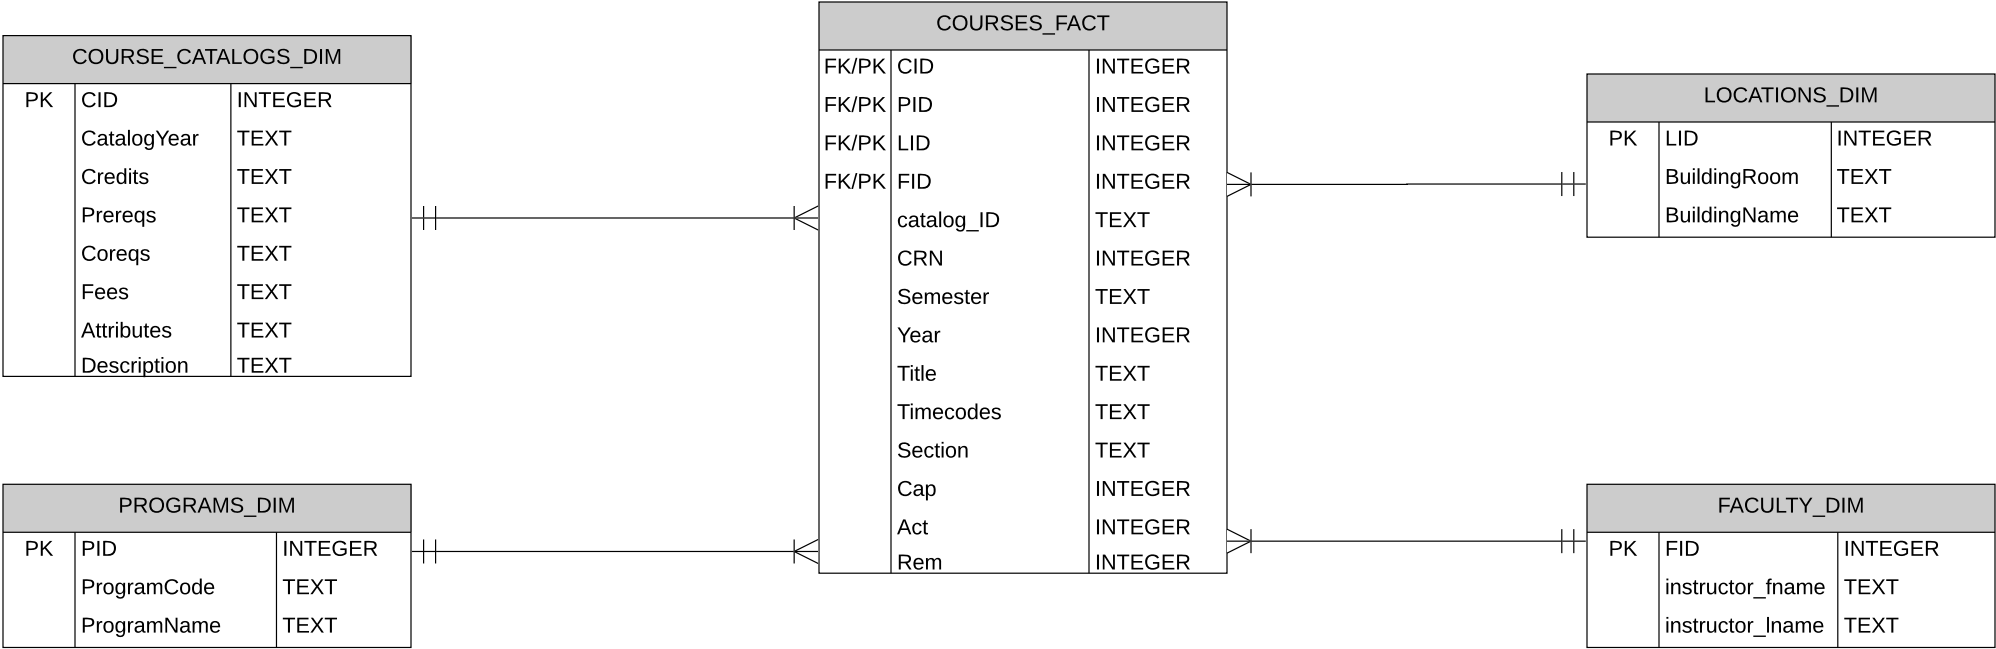 COURSE_CATALOGS_DIM
PK CID INTEGER
CatalogYear TEXT
Credits TEXT
Prereqs TEXT
Coreqs TEXT
Fees TEXT
Attributes TEXT
Description TEXT
PROGRAMS_DIM
PK PID INTEGER
ProgramCode TEXT
ProgramName TEXT
COURSES_FACT
FK/PK CID INTEGER
FK/PK PID INTEGER
FK/PK LID INTEGER
FK/PK FID INTEGER
catalog_ID TEXT
CRN INTEGER
Semester TEXT
Year INTEGER
Title TEXT
Timecodes TEXT
Section TEXT
Cap INTEGER
Act INTEGER
Rem INTEGER
LOCATIONS_DIM
PK LID INTEGER
BuildingRoom TEXT
BuildingName TEXT
FACULTY_DIM
PK FID INTEGER
instructor_fname TEXT
instructor_lname TEXT